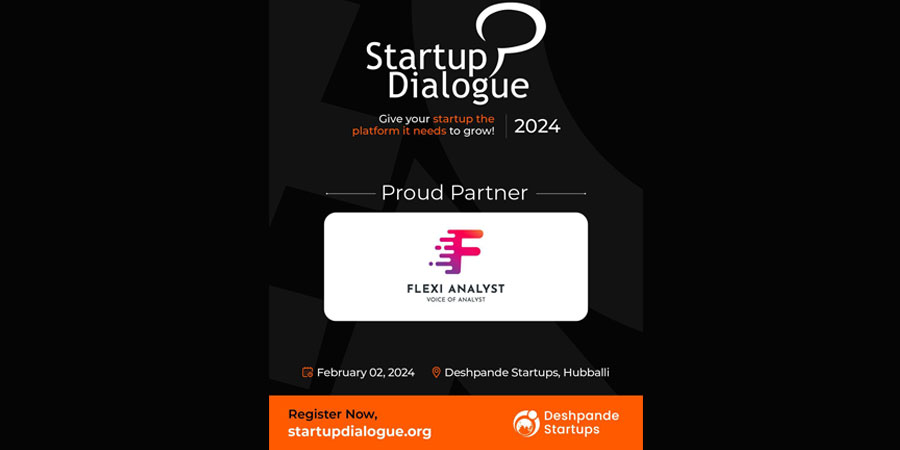 Startup
Dialogue
Give your startup the
platform it needs to grow!
2024
Proud Partner
FLEXI ANALYST
VOICE OF ANALYST
February 02, 2024
Deshpande Startups, Hubballi
Register Now,
startupdialogue.org
Deshpande
Startups